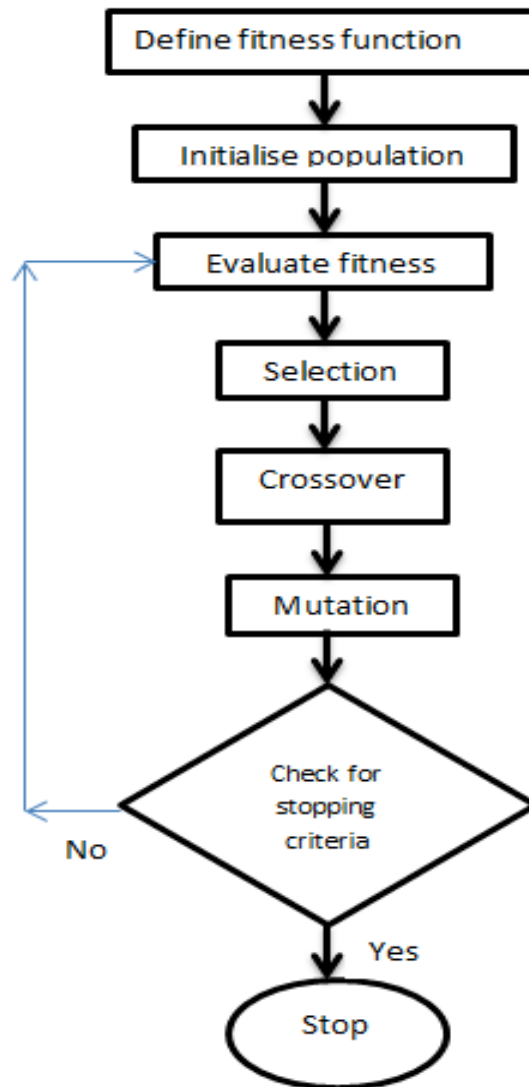 Define fitness function
Initialise population
Evaluate fitness
Selection
Crossover
Mutation
Check for
stopping
criteria
No
Yes
Stop